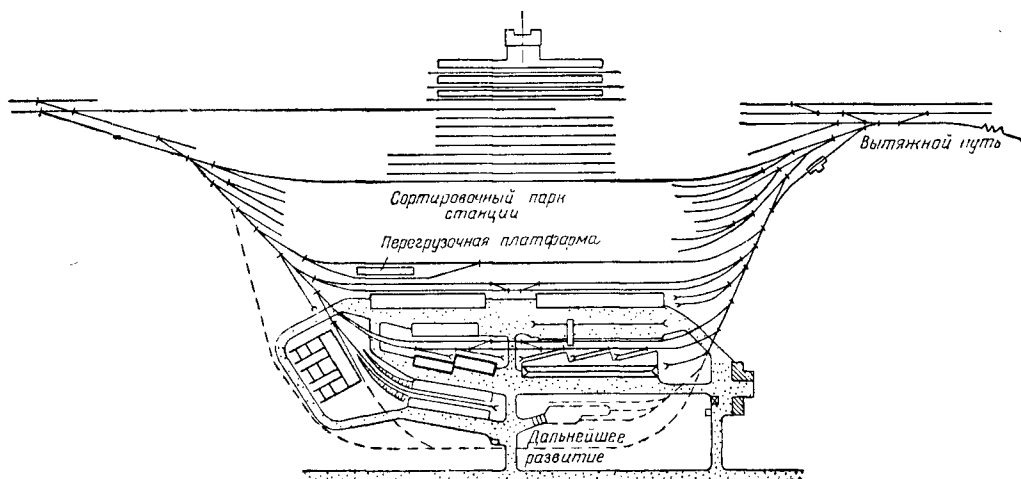 Вытяжной путь
Сортировочный парк
станции
Перегрузочная платформа
Дальнейшее
развитие